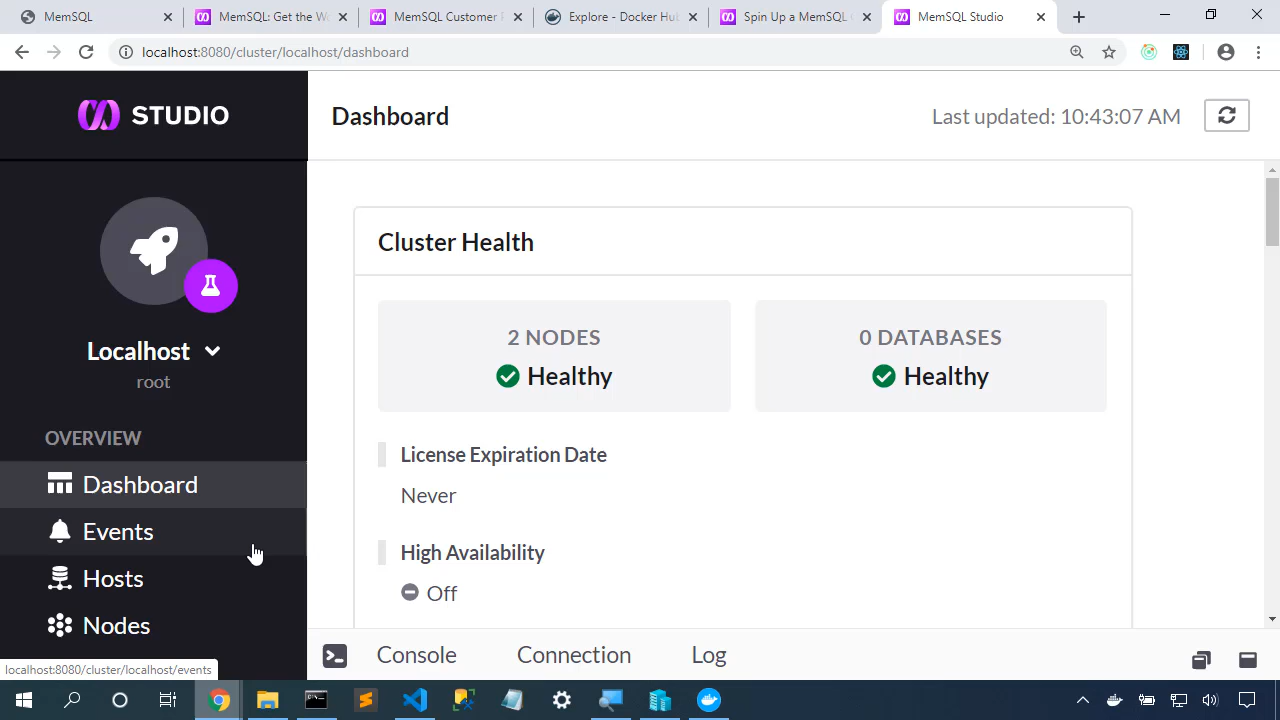 MemSQL
MemSQL: Get the Wo
MemSQL Customer
Explore - Docker Hub
Spin Up a MemSQL
MemSQL Studio
localhost:8080/cluster/localhost/dashboard
STUDIO
Dashboard
Last updated: 10:43:07 AM
Localhost
root
OVERVIEW
Dashboard
Events
Hosts
Nodes
Cluster Health
2 NODES
Healthy
0 DATABASES
Healthy
License Expiration Date
Never
High Availability
Off
Console
Connection
Log
localhost:8080/cluster/localhost/events